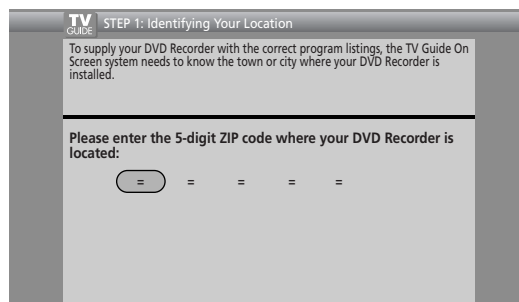 TV
GUIDE
STEP 1: Identifying Your Location
To supply your DVD Recorder with the correct program listings, the TV Guide On
Screen system needs to know the town or city where your DVD Recorder is
installed.
Please enter the 5-digit ZIP code where your DVD Recorder is
located:
= = = = =